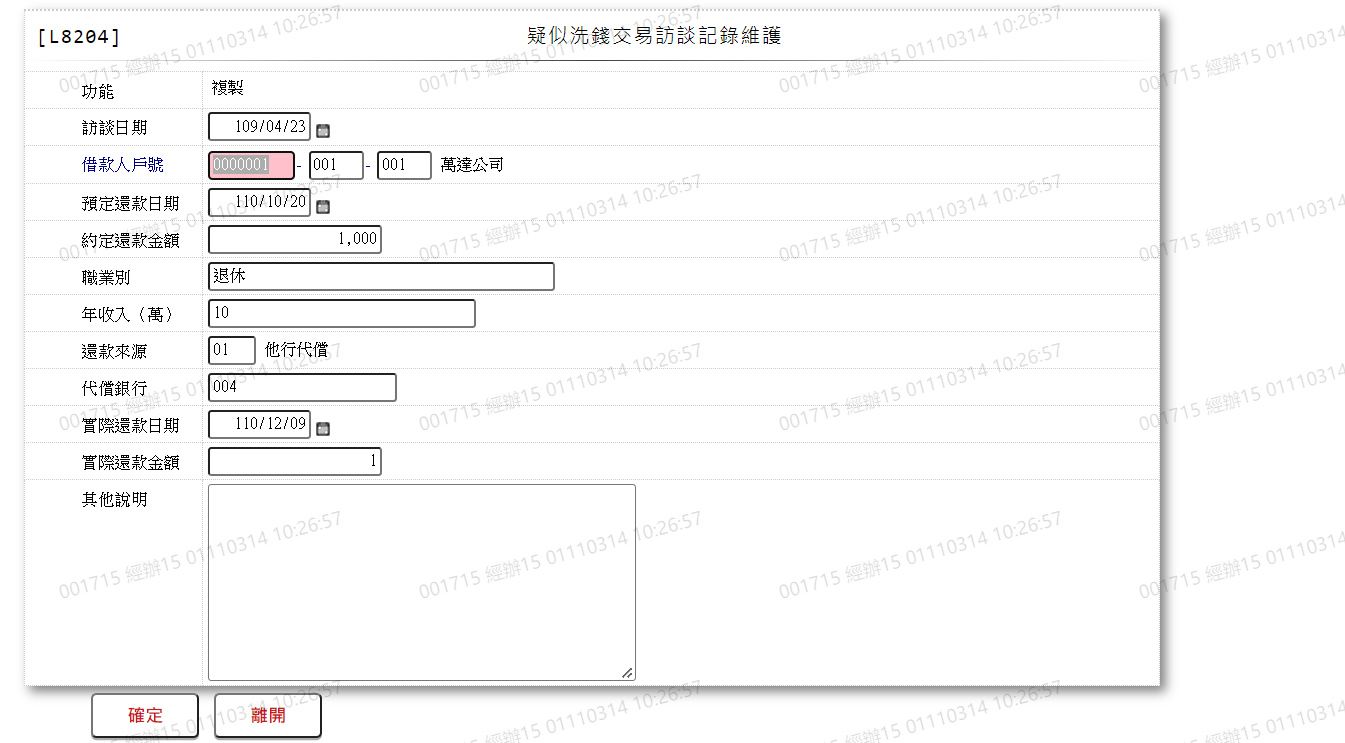 [L8204] 疑似洗錢交易訪談記錄維護
功能 複製
訪談日期 109/04/23
借款人戶號 0000001 - 001 - 001 萬達公司
預定還款日期 110/10/20
約定還款金額 1,000
職業別 退休
年收入（萬） 10
還款來源 01 他行代償
代償銀行 004
實際還款日期 110/12/09
實際還款金額 1
其他說明
確定 離開
001715 經辦15 01110314 10:26:57